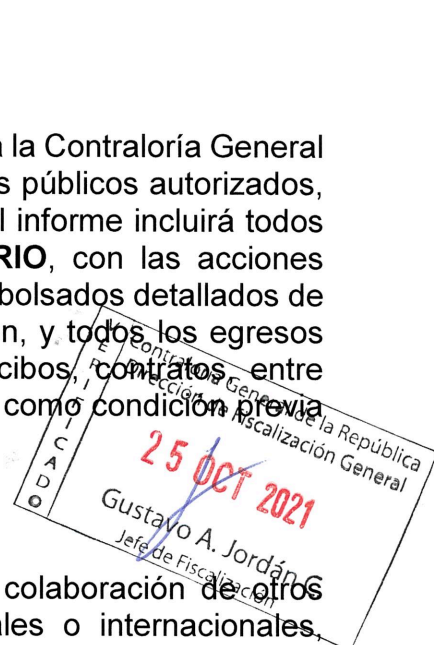 a la Contraloría General
s públicos autorizados,
l informe incluirá todos
RIO, con las acciones
bolsados detallados de
n, y todos los egresos
cibos, contratos, entre
como condición previa
VERIFICADO
Contraloría General de la República
Dirección de Fiscalización General
25 OCT 2021
Gustavo A. Jordán G
Jefe de Fiscalización
colaboración de otros
ales o internacionales,